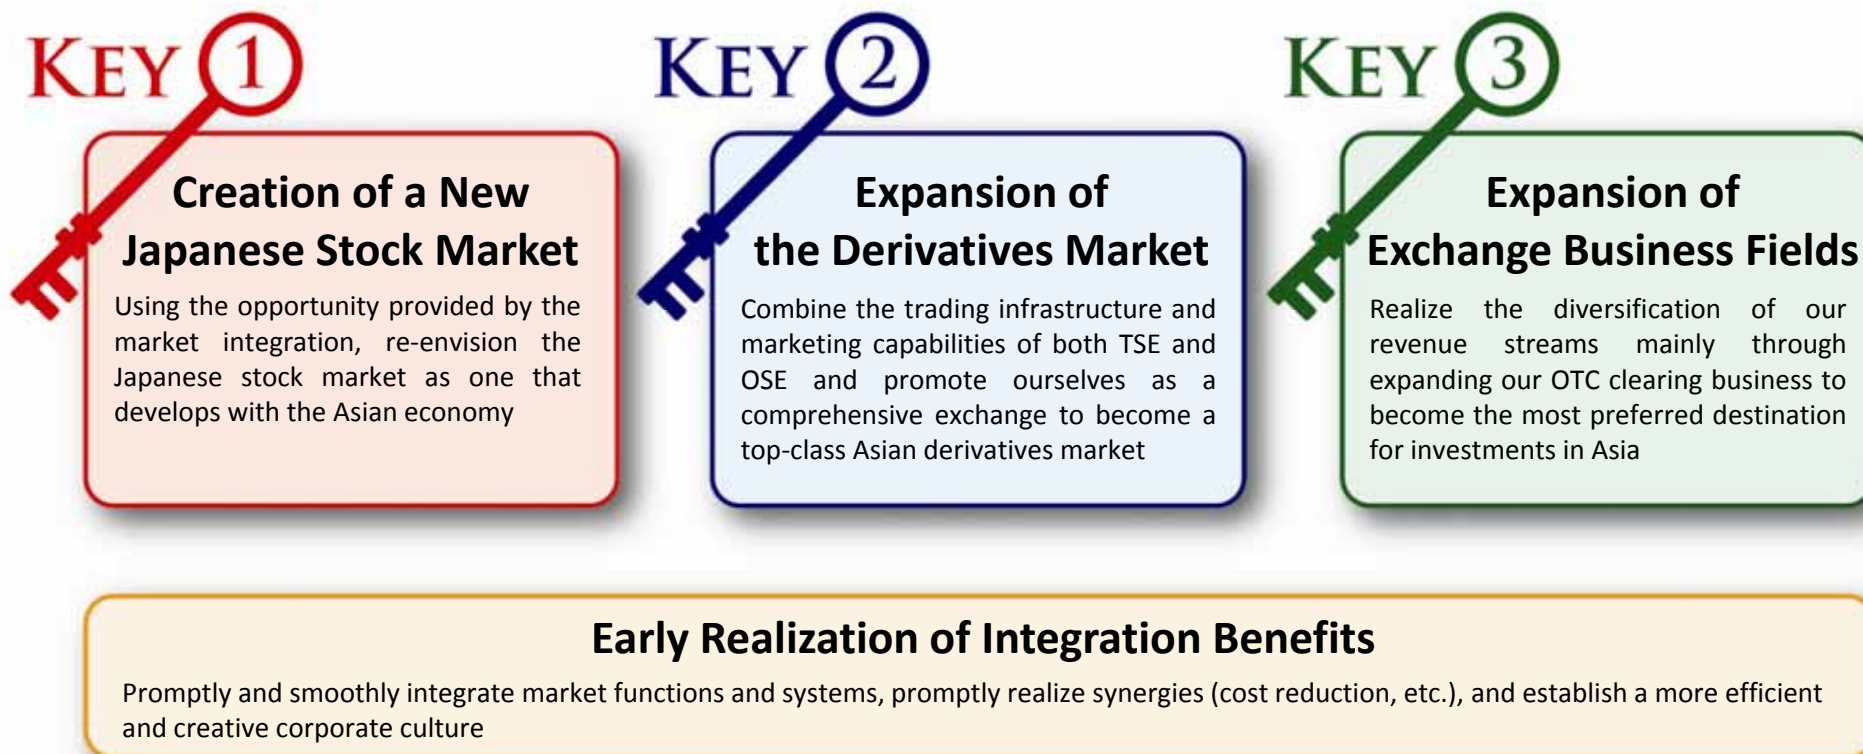 KEY 1
Creation of a New
Japanese Stock Market
Using the opportunity provided by the
market integration, re-envision the
Japanese stock market as one that
develops with the Asian economy
KEY 2
Expansion of
the Derivatives Market
Combine the trading infrastructure and
marketing capabilities of both TSE and
OSE and promote ourselves as a
comprehensive exchange to become a
top-class Asian derivatives market
KEY 3
Expansion of
Exchange Business Fields
Realize the diversification of our
revenue streams mainly through
expanding our OTC clearing business to
become the most preferred destination
for investments in Asia
Early Realization of Integration Benefits
Promptly and smoothly integrate market functions and systems, promptly realize synergies (cost reduction, etc.), and establish a more efficient
and creative corporate culture